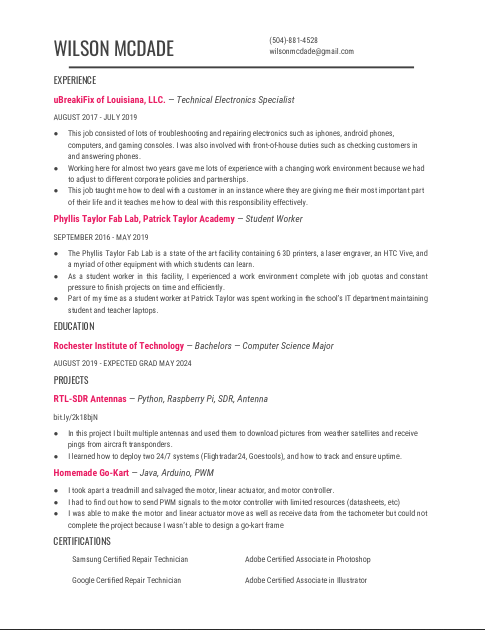 WILSON MCDADE
(504)-881-4528
wilsonmcdade@gmail.com
EXPERIENCE
uBreakiFix of Louisiana, LLC. — Technical Electronics Specialist
AUGUST 2017 - JULY 2019
● This job consisted of lots of troubleshooting and repairing electronics such as iphones, android phones,
computers, and gaming consoles. I was also involved with front-of-house duties such as checking customers in
and answering phones.
● Working here for almost two years gave me lots of experience with a changing work environment because we had
to adjust to different corporate policies and partnerships.
● This job taught me how to deal with a customer in an instance where they are giving me their most important part
of their life and it teaches me how to deal with this responsibility effectively.
Phyllis Taylor Fab Lab, Patrick Taylor Academy — Student Worker
SEPTEMBER 2016 - MAY 2019
● The Phyllis Taylor Fab Lab is a state of the art facility containing 6 3D printers, a laser engraver, an HTC Vive, and
a myriad of other equipment with which students can learn.
● As a student worker in this facility, I experienced a work environment complete with job quotas and constant
pressure to finish projects on time and efficiently.
● Part of my time as a student worker at Patrick Taylor was spent working in the school's IT department maintaining
student and teacher laptops.
EDUCATION
Rochester Institute of Technology — Bachelors — Computer Science Major
AUGUST 2019 - EXPECTED GRAD MAY 2024
PROJECTS
RTL-SDR Antennas — Python, Raspberry Pi, SDR, Antenna
bit.ly/2k18bjN
● In this project I built multiple antennas and used them to download pictures from weather satellites and receive
pings from aircraft transponders.
● I learned how to deploy two 24/7 systems (Flightradar24, Goestools), and how to track and ensure uptime.
Homemade Go-Kart — Java, Arduino, PWM
● I took apart a treadmill and salvaged the motor, linear actuator, and motor controller.
● I had to find out how to send PWM signals to the motor controller with limited resources (datasheets, etc)
● I was able to make the motor and linear actuator move as well as receive data from the tachometer but could not
complete the project because I wasn't able to design a go-kart frame
CERTIFICATIONS
Samsung Certified Repair Technician
Adobe Certified Associate in Photoshop
Google Certified Repair Technician
Adobe Certified Associate in Illustrator